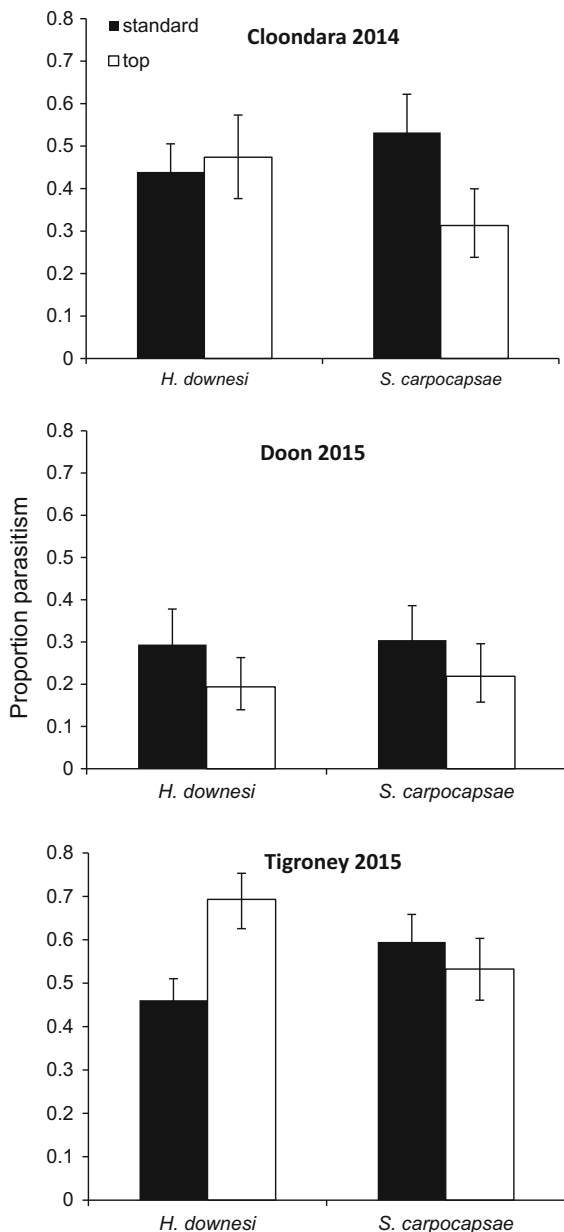 0.8
0.7
0.6
0.5
0.4
0.3
0.2
0.1
0
standard
top
Cloondara 2014
H. downesi
S. carpocapsae
Proportion parasitism
0.8
0.7
0.6
0.5
0.4
0.3
0.2
0.1
0
Doon 2015
H. downesi
S. carpocapsae
0.8
0.7
0.6
0.5
0.4
0.3
0.2
0.1
0
Tigroney 2015
H. downesi
S. carpocapsae